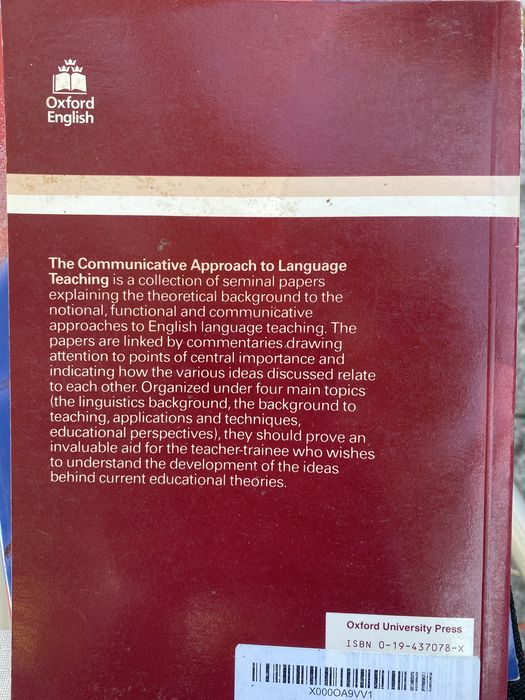 Oxford
English
The Communicative Approach to Language
Teaching is a collection of seminal papers
explaining the theoretical background to the
notional, functional and communicative
approaches to English language teaching. The
papers are linked by commentaries drawing
attention to points of central importance and
indicating how the various ideas discussed relate
to each other. Organized under four main topics
(the linguistics background, the background to
teaching, applications and techniques,
educational perspectives), they should prove an
invaluable aid for the teacher-trainee who wishes
to understand the development of the ideas
behind current educational theories.
Oxford University Press
ISBN 0-19-437078-X
X000OA9VV1